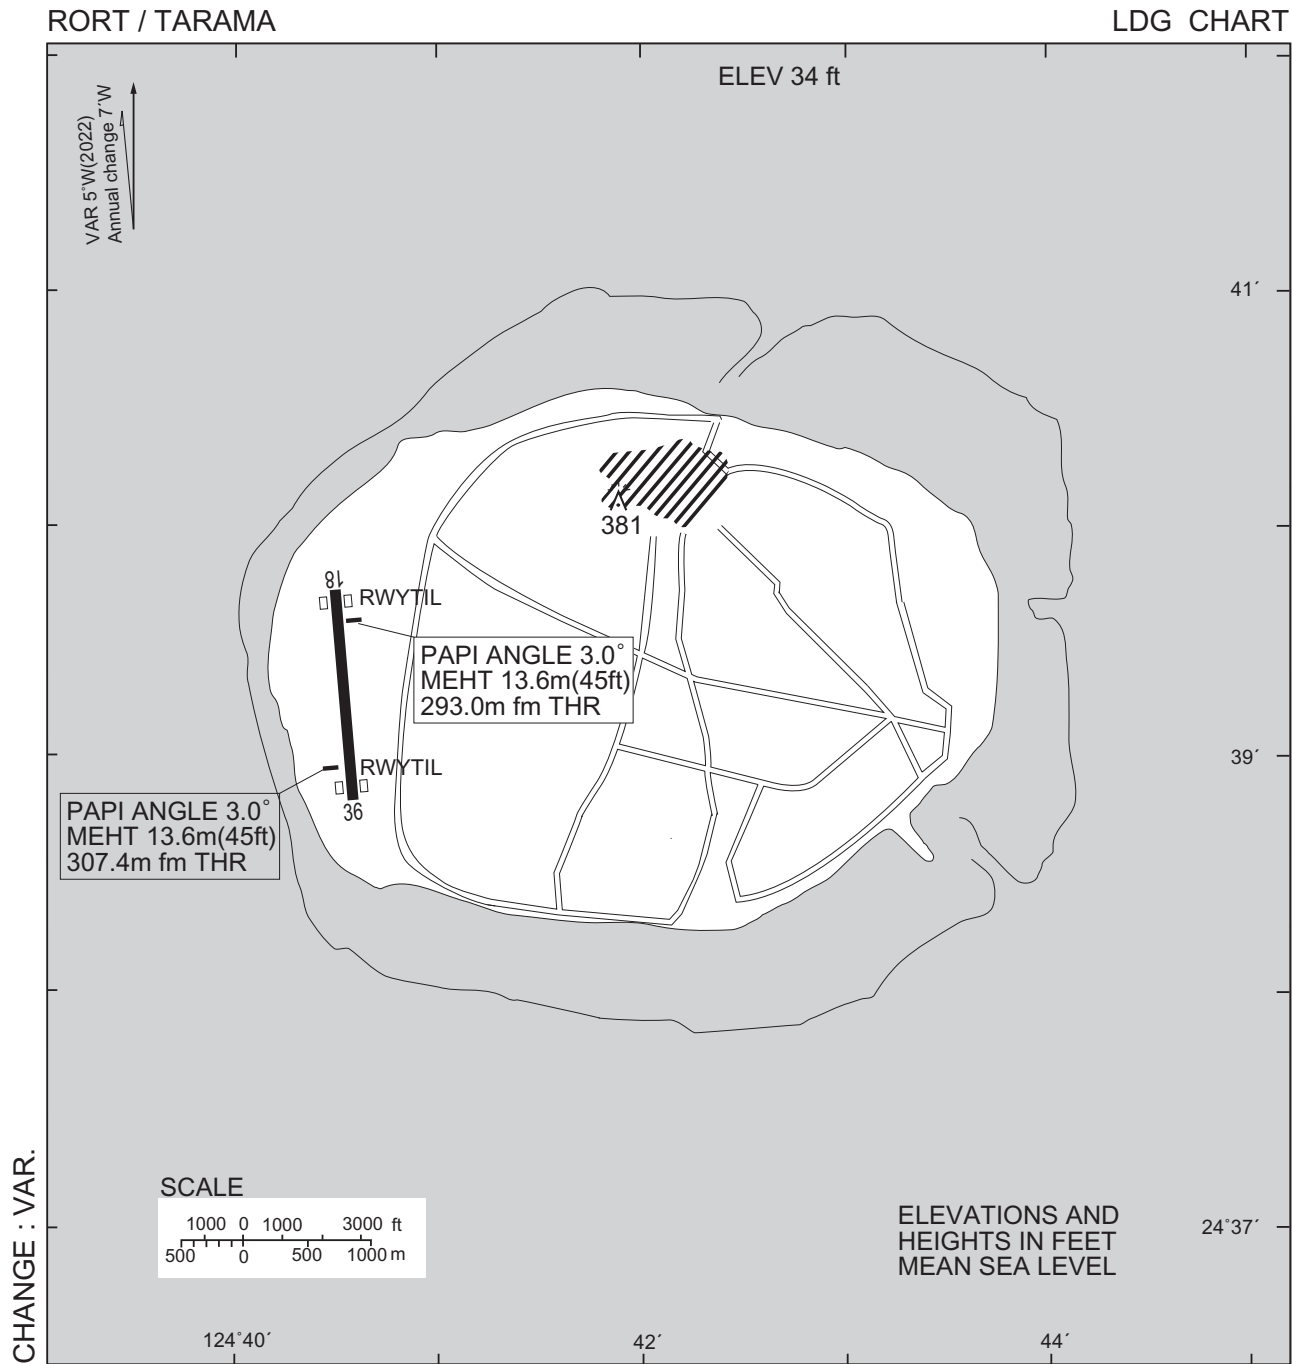 RORT / TARAMA
LDG CHART
ELEV 34 ft
VAR 5°W(2022)
Annual change 7´W
41´
381
18
RWYTIL
PAPI ANGLE 3.0°
MEHT 13.6m(45ft)
293.0m fm THR
39´
RWYTIL
36
PAPI ANGLE 3.0°
MEHT 13.6m(45ft)
307.4m fm THR
CHANGE : VAR.
SCALE
1000 0 1000 3000 ft
500 0 500 1000 m
ELEVATIONS AND
HEIGHTS IN FEET
MEAN SEA LEVEL
24°37´
124°40´
42´
44´